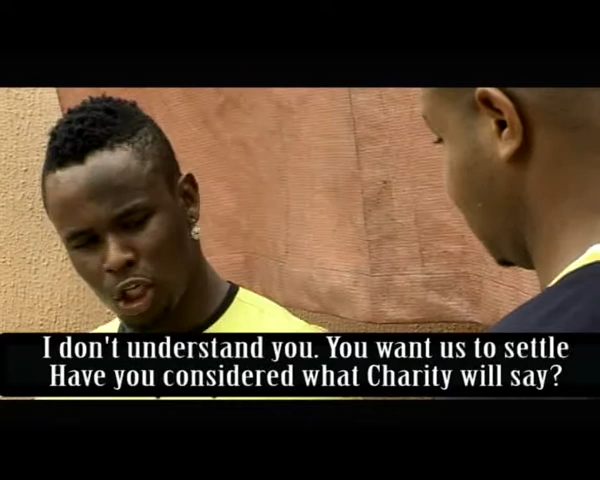 I don't understand you. You want us to settle
Have you considered what Charity will say?